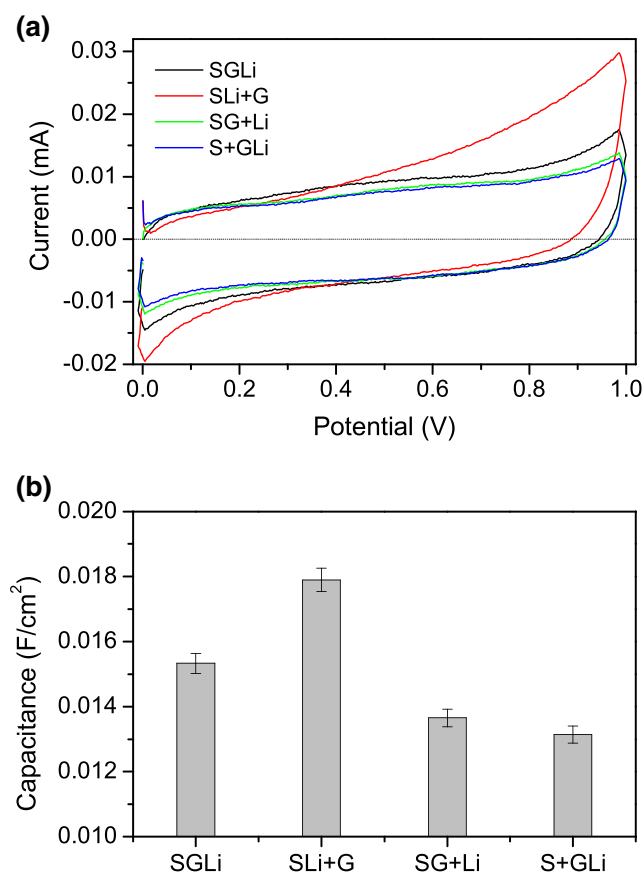 (a)
0.03
0.02
0.01
0.00
-0.01
-0.02
Current (mA)
SGLi
SLi+G
SG+Li
S+GLi
0.0 0.2 0.4 0.6 0.8 1.0
Potential (V)
(b)
0.020
0.018
0.016
0.014
0.012
0.010
Capacitance (F/cm²)
SGLi SLi+G SG+Li S+GLi